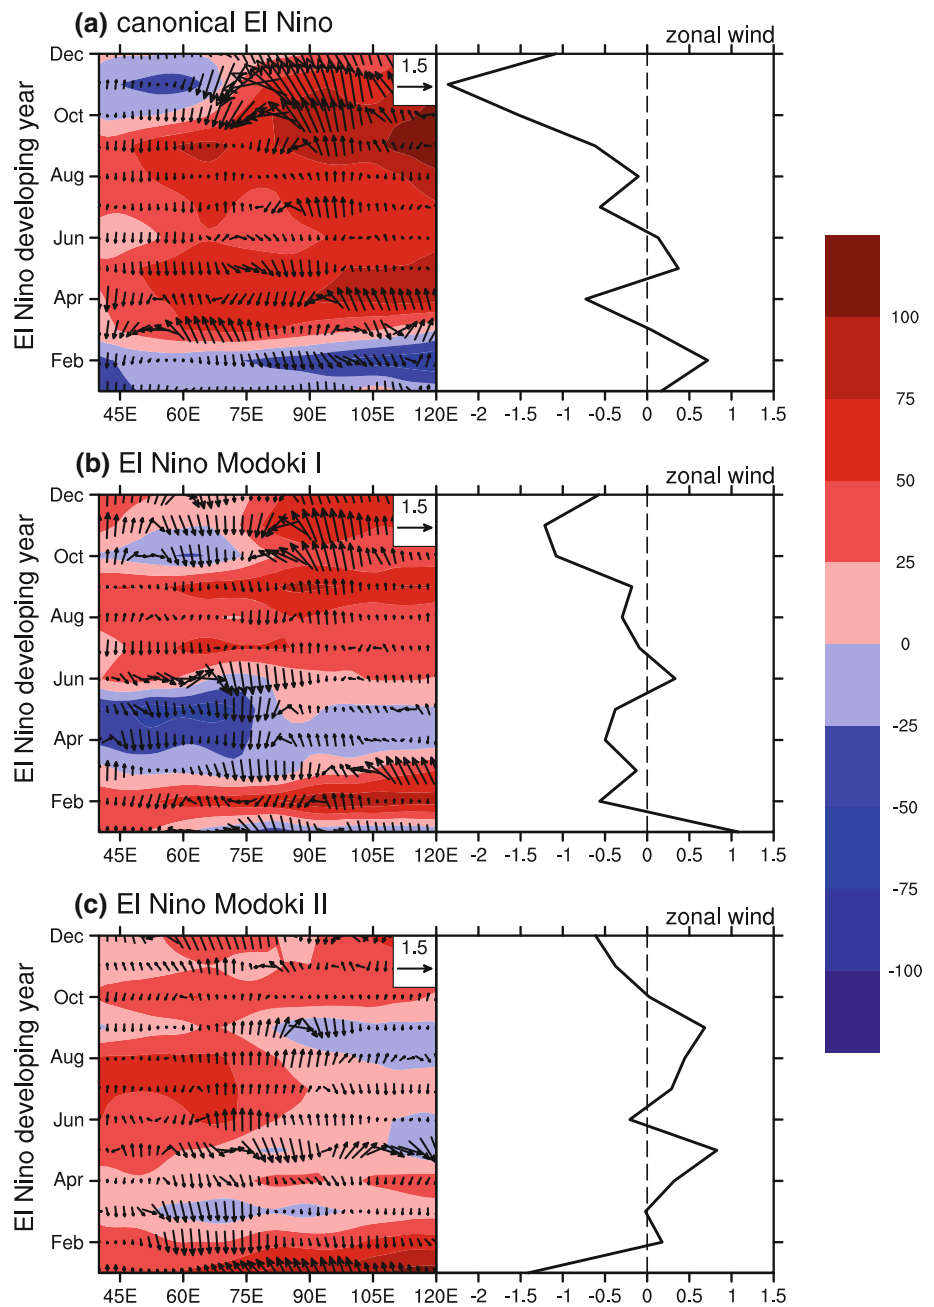 (a) canonical El Nino
zonal wind
El Nino developing year
Dec
Oct
Aug
Jun
Apr
Feb
1.5
45E 60E 75E 90E 105E 120E -2 -1.5 -1 -0.5 0 0.5 1 1.5
(b) El Nino Modoki I
zonal wind
El Nino developing year
Dec
Oct
Aug
Jun
Apr
Feb
1.5
45E 60E 75E 90E 105E 120E -2 -1.5 -1 -0.5 0 0.5 1 1.5
(c) El Nino Modoki II
zonal wind
El Nino developing year
Dec
Oct
Aug
Jun
Apr
Feb
1.5
45E 60E 75E 90E 105E 120E -2 -1.5 -1 -0.5 0 0.5 1 1.5
100
75
50
25
0
-25
-50
-75
-100